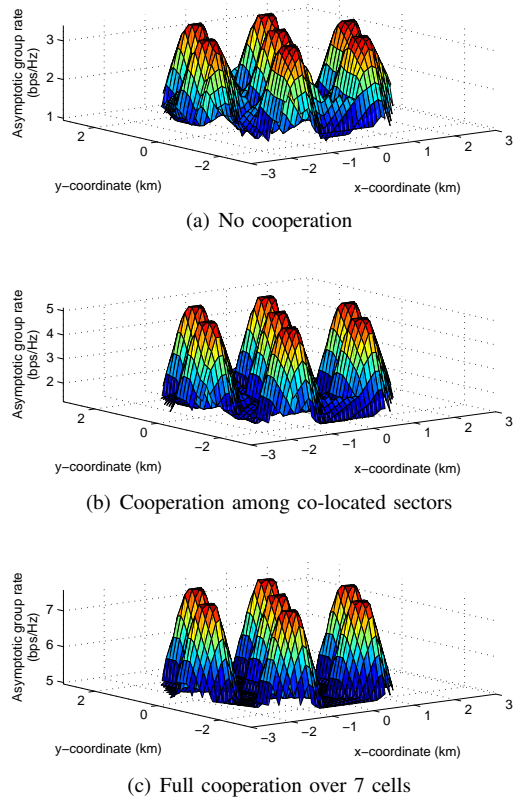 Asymptotic group rate
(bps/Hz)
3
2
1
2
0
−2
−3
−2
−1
0
1
2
3
y−coordinate (km)
x−coordinate (km)
(a) No cooperation
Asymptotic group rate
(bps/Hz)
5
4
3
2
2
0
−2
−3
−2
−1
0
1
2
3
y−coordinate (km)
x−coordinate (km)
(b) Cooperation among co-located sectors
Asymptotic group rate
(bps/Hz)
7
6
5
2
0
−2
−3
−2
−1
0
1
2
3
y−coordinate (km)
x−coordinate (km)
(c) Full cooperation over 7 cells